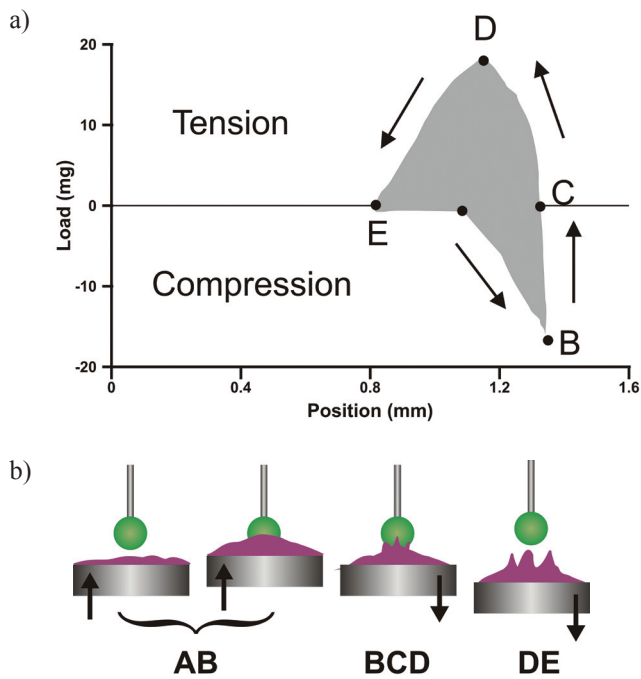 a)
D
20
10
Tension
Load (mg)
0
C
E
Compression
-10
B
-20
0
0.4
0.8
1.2
1.6
Position (mm)
b)
AB
BCD
DE